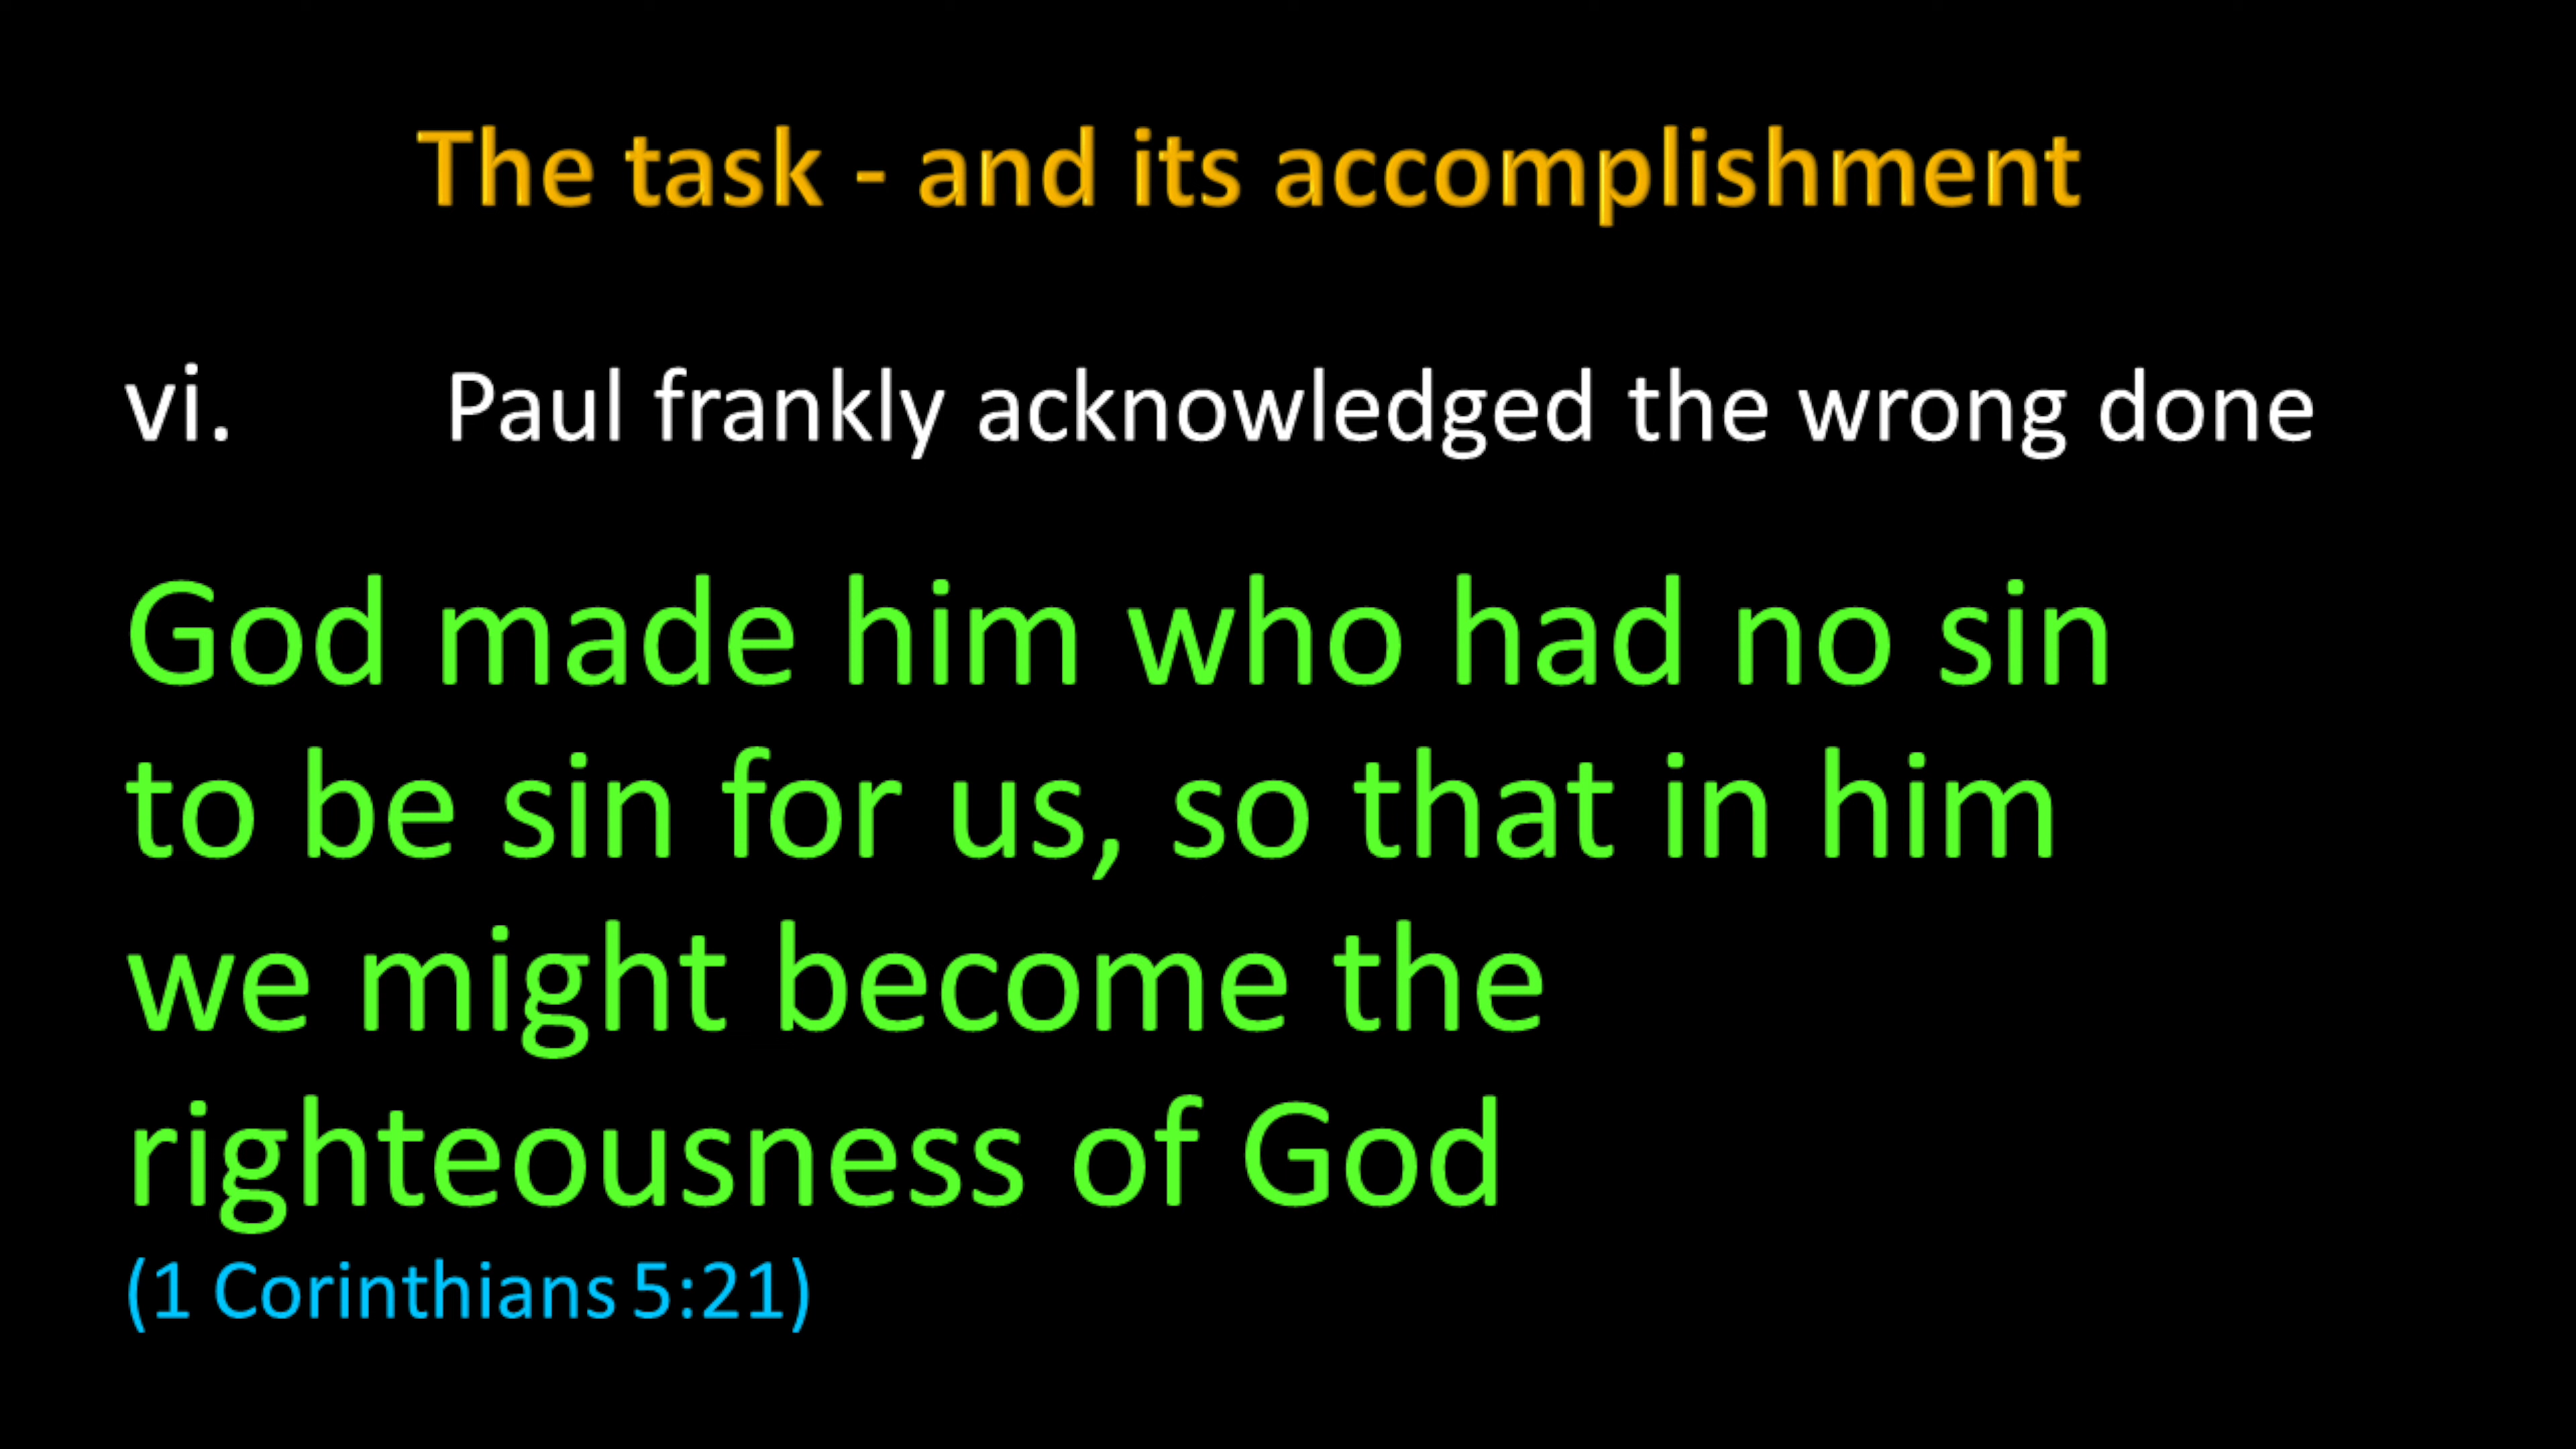 The task - and its accomplishment
vi. Paul frankly acknowledged the wrong done
God made him who had no sin
to be sin for us, so that in him
we might become the
righteousness of God
(1 Corinthians 5:21)